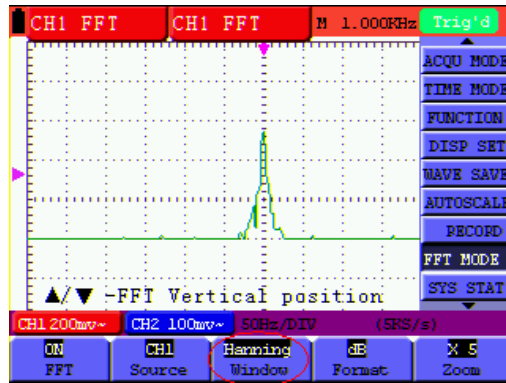 CH1 FFT CH1 FFT M 1.000KHz Trig'd
ACQU MODE
TIME MODE
FUNCTION
DISP SET
WAVE SAVE
AUTOSCALE
RECORD
FFT MODE
SYS STAT
▲/▼ -FFT Vertical position
CH1 200mv~ CH2 100mv~ 50Hz/DIV (5KS/s)
ON CH1 Hanning dB X 5
FFT Source Window Format Zoom